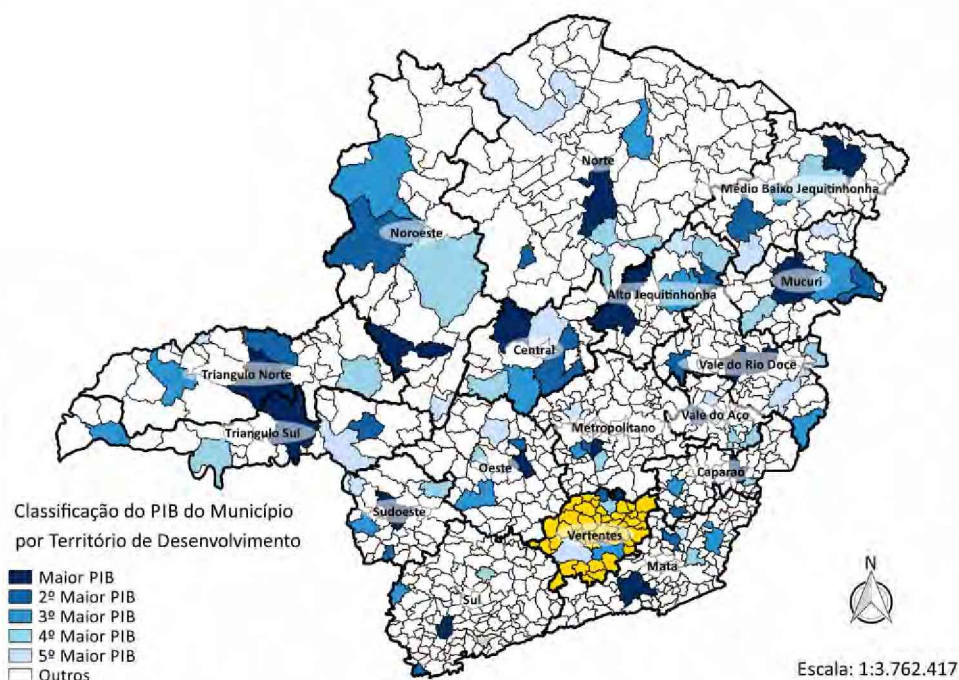 Norte
Médio Baixo Jequitinhonha
Noroeste
Mucuri
Alto Jequitinhonha
Central
Vale do Rio Doce
Triangulo Norte
Vale do Aço
Metropolitano
Triangulo Sul
Oeste
Caparaó
Sudoeste
Vertentes
Mata
Sul
Classificação do PIB do Município
por Território de Desenvolvimento
Maior PIB
2º Maior PIB
3º Maior PIB
4º Maior PIB
5º Maior PIB
Outros
N
Escala: 1:3.762.417